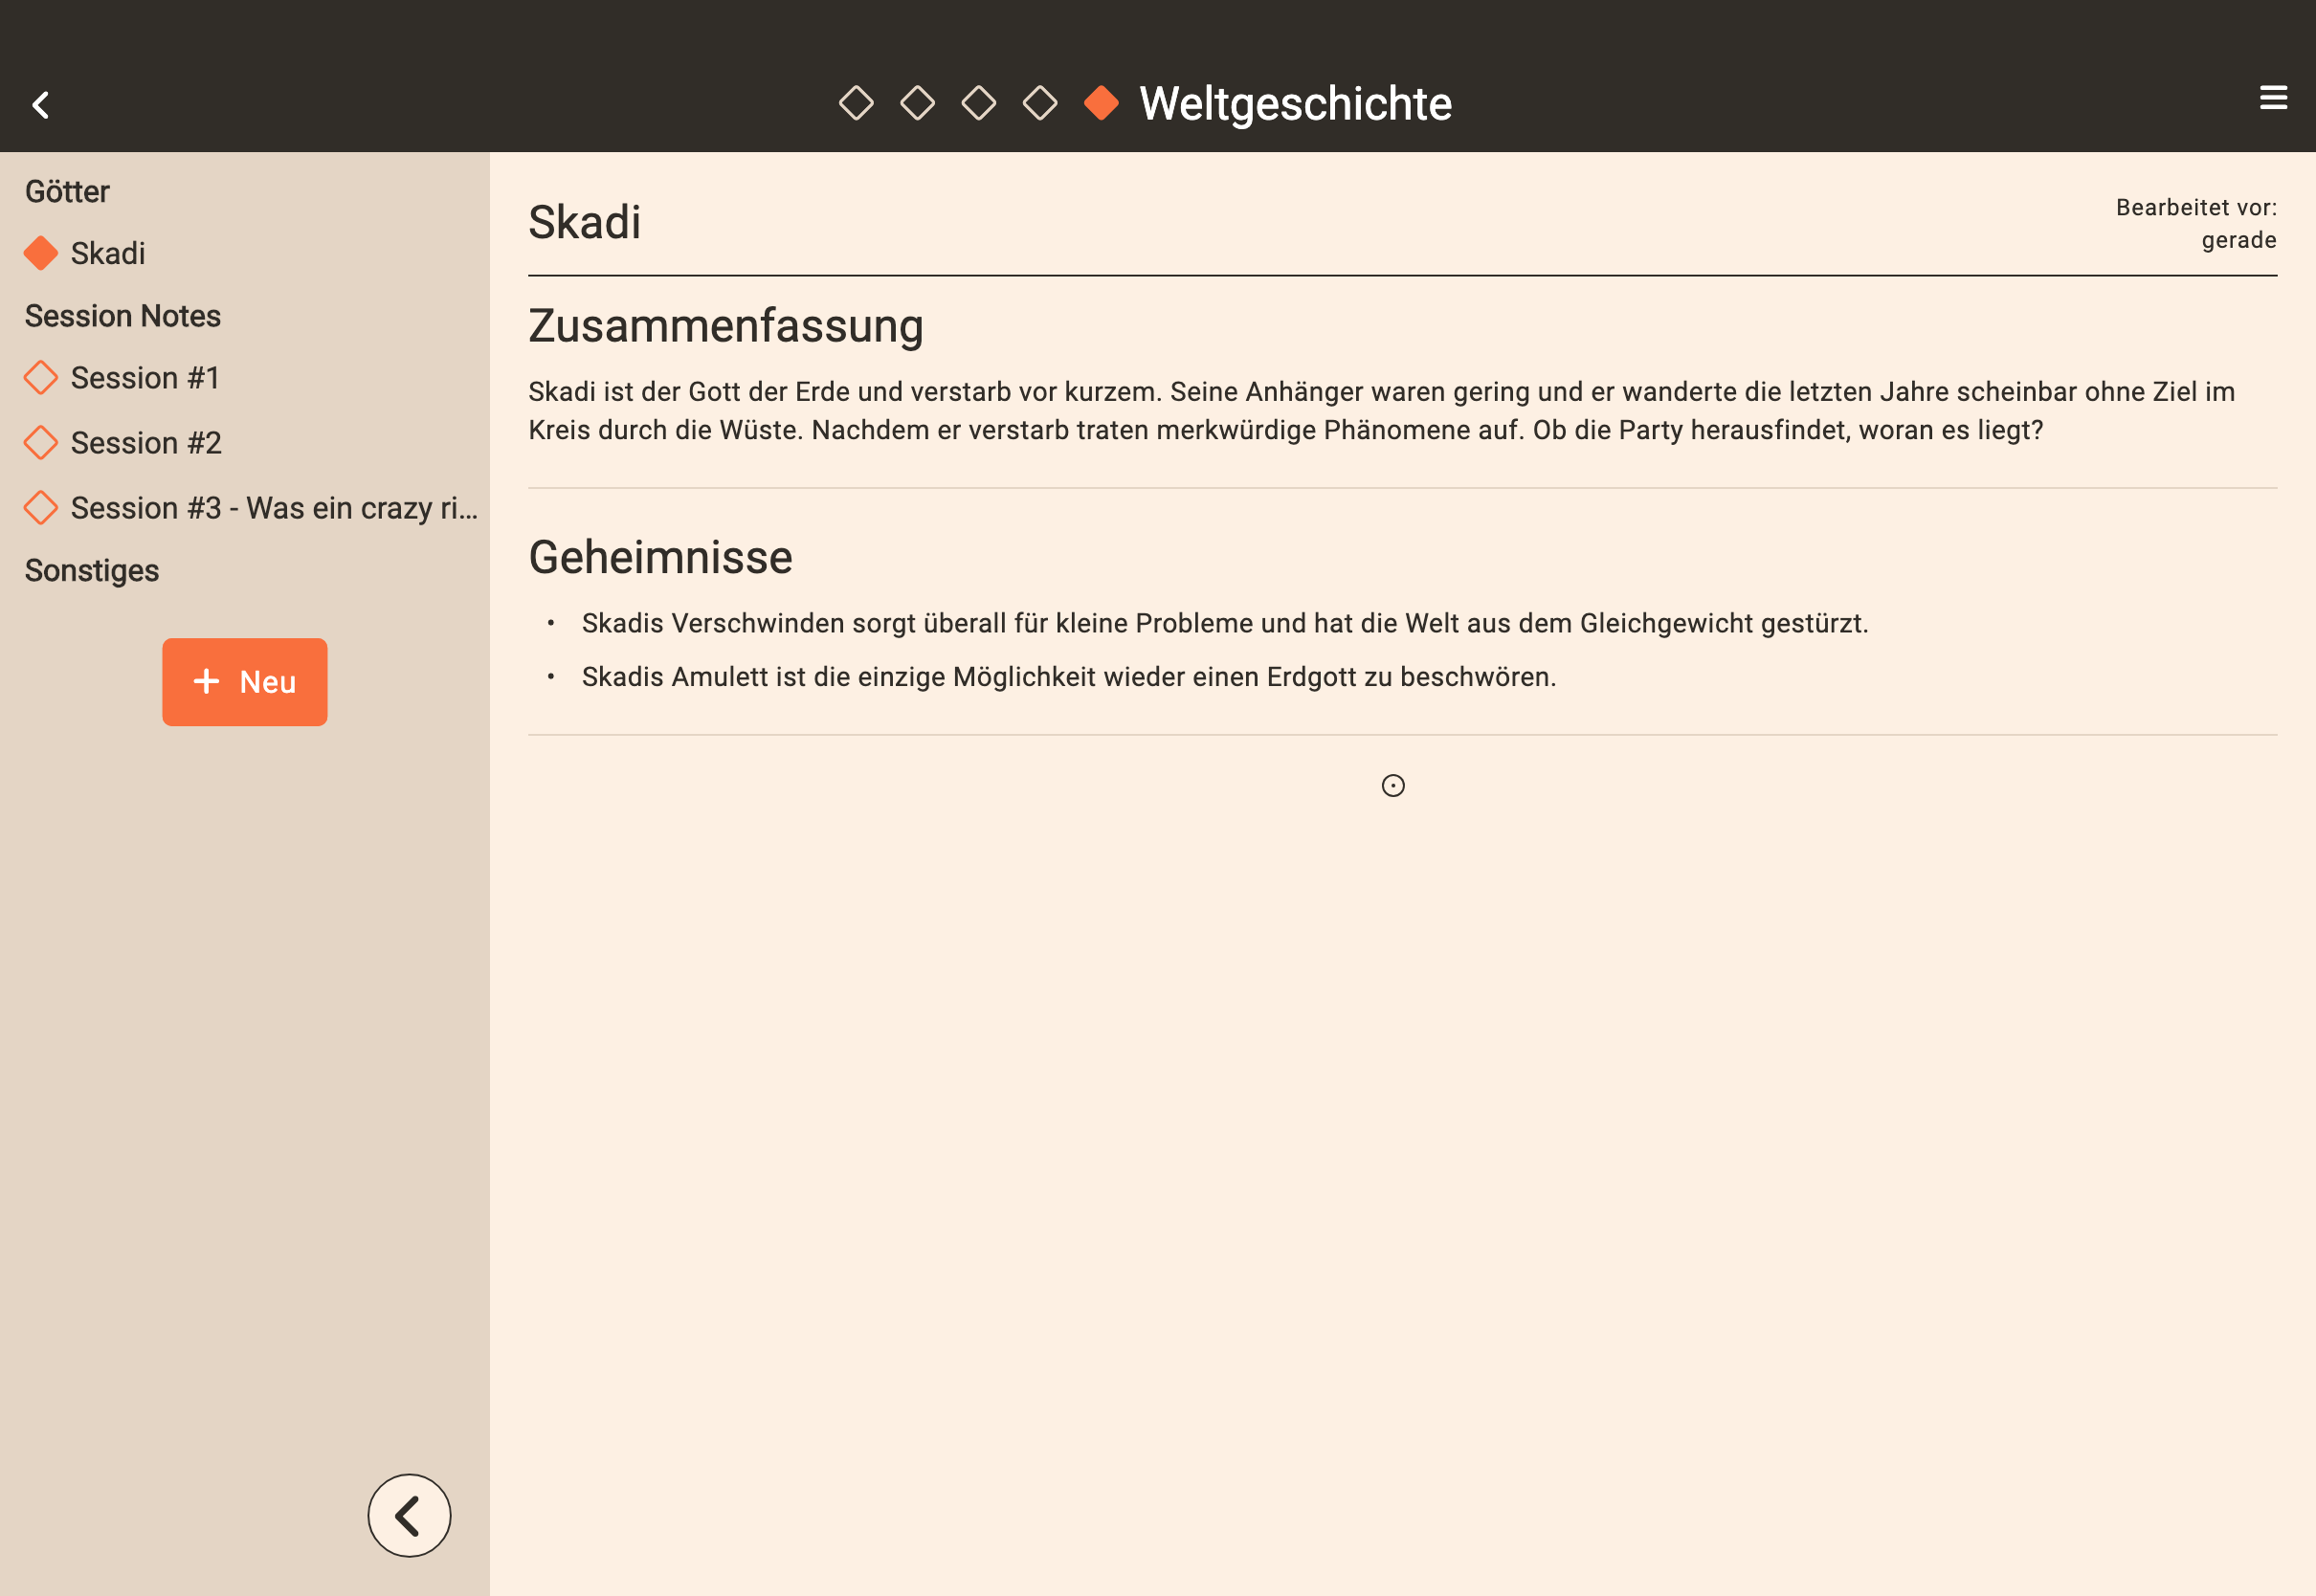 Weltgeschichte
Götter
Skadi
Session Notes
Session #1
Session #2
Session #3 - Was ein crazy ri...
Sonstiges
+ Neu
Skadi
Bearbeitet vor:
gerade
Zusammenfassung
Skadi ist der Gott der Erde und verstarb vor kurzem. Seine Anhänger waren gering und er wanderte die letzten Jahre scheinbar ohne Ziel im
Kreis durch die Wüste. Nachdem er verstarb traten merkwürdige Phänomene auf. Ob die Party herausfindet, woran es liegt?
Geheimnisse
• Skadis Verschwinden sorgt überall für kleine Probleme und hat die Welt aus dem Gleichgewicht gestürzt.
• Skadis Amulett ist die einzige Möglichkeit wieder einen Erdgott zu beschwören.